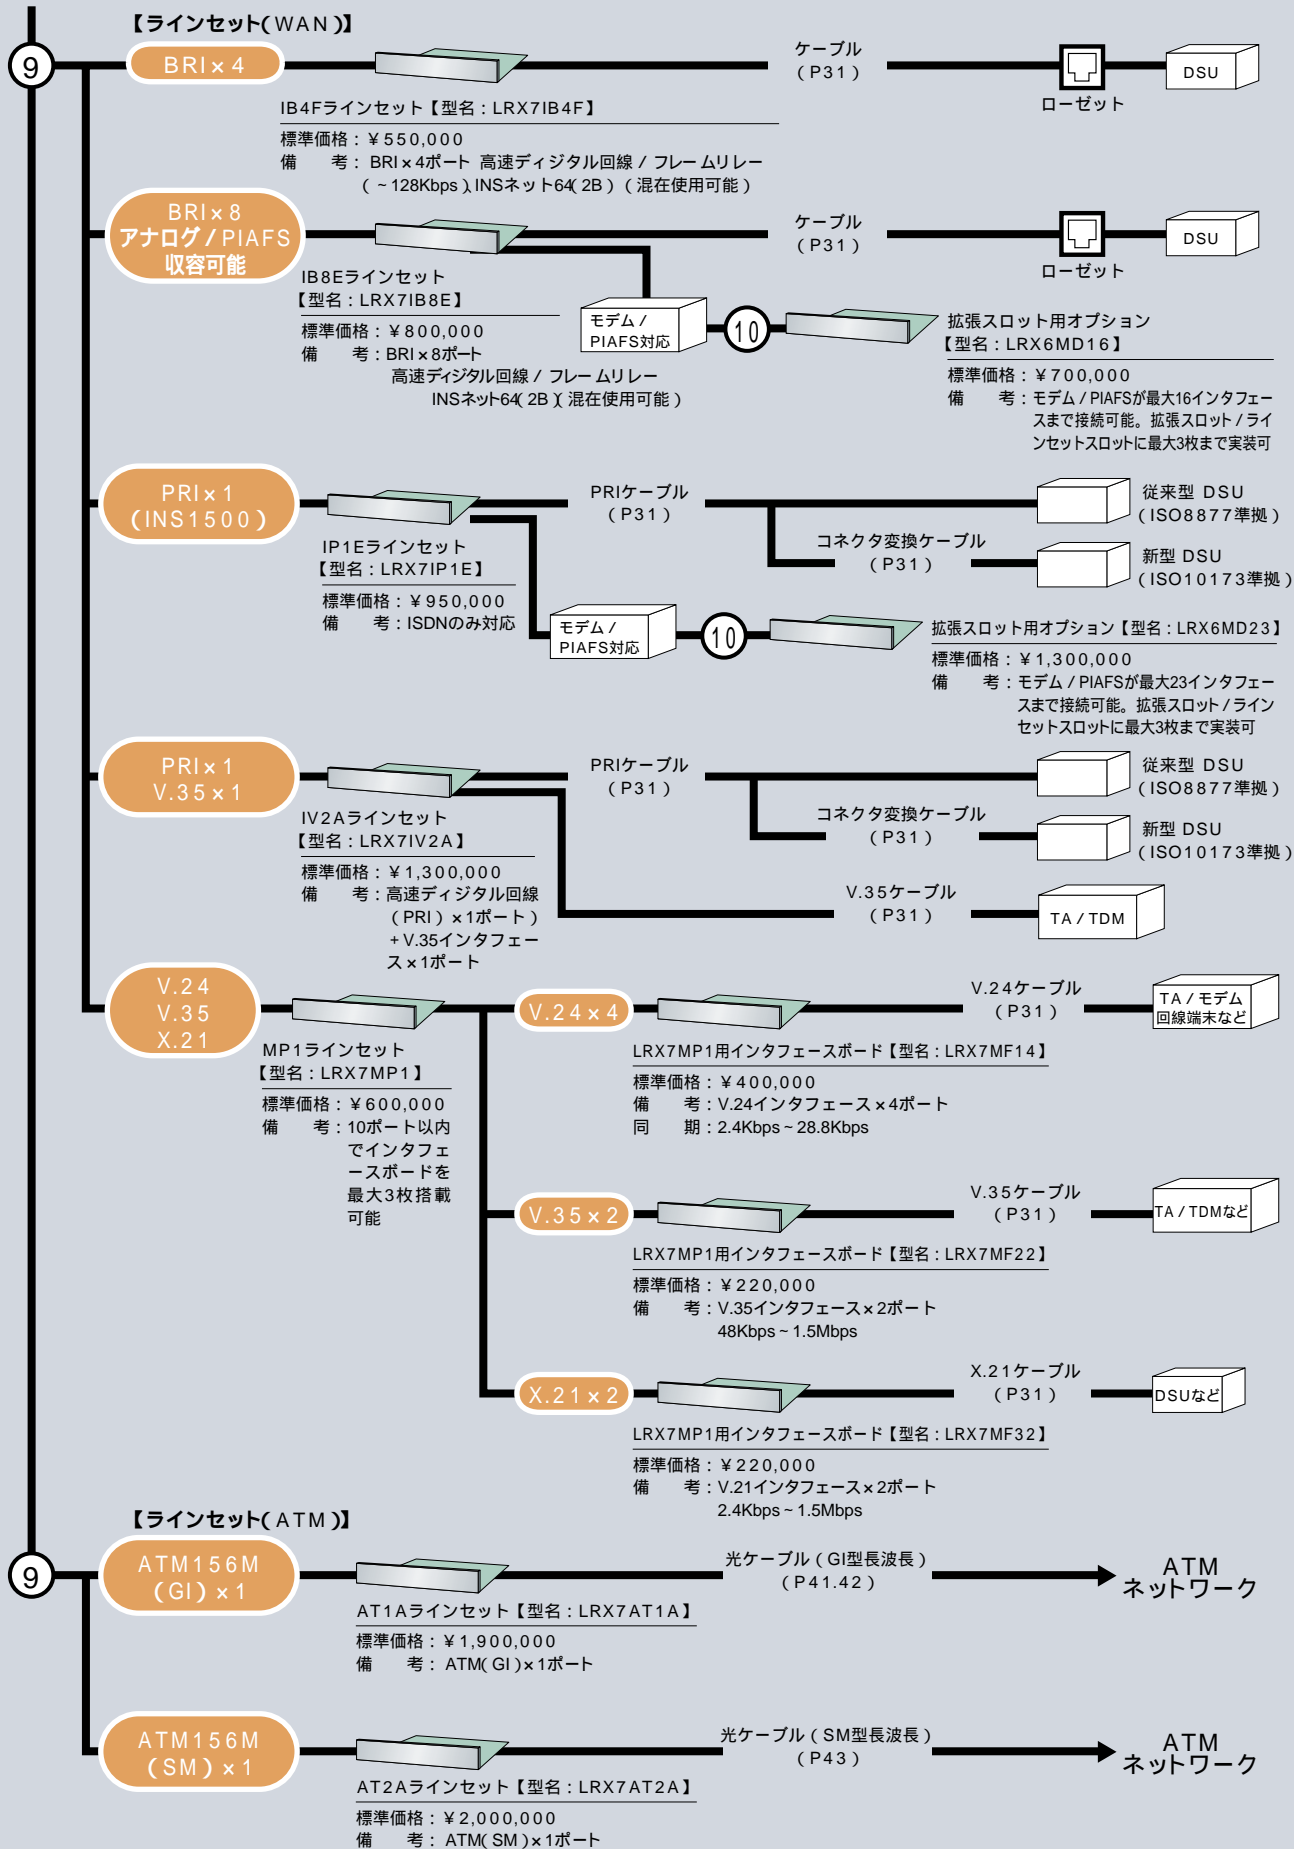 【ラインセット(WAN)】
9
BRI×4
ケーブル
(P31)
DSU
ローゼット
IB4Fラインセット【型名:LRX7IB4F】
標準価格:¥550,000
備 考:BRI×4ポート 高速ディジタル回線/フレームリレー
(~128Kbps)、INSネット64(2B)(混在使用可能)
BRI×8
アナログ/PIAFS
収容可能
ケーブル
(P31)
DSU
ローゼット
IB8Eラインセット
【型名:LRX7IB8E】
標準価格:¥800,000
備 考:BRI×8ポート
高速ディジタル回線/フレームリレー
INSネット64(2B)(混在使用可能)
モデム/
PIAFS対応
10
拡張スロット用オプション
【型名:LRX6MD16】
標準価格:¥700,000
備 考:モデム/PIAFSが最大16インタフェー
スまで接続可能。拡張スロット/ライ
ンセットスロットに最大3枚まで実装可
PRI×1
(INS1500)
PRIケーブル
(P31)
従来型 DSU
(ISO8877準拠)
コネクタ変換ケーブル
(P31)
新型 DSU
(ISO10173準拠)
IP1Eラインセット
【型名:LRX7IP1E】
標準価格:¥950,000
備 考:ISDNのみ対応
モデム/
PIAFS対応
10
拡張スロット用オプション【型名:LRX6MD23】
標準価格:¥1,300,000
備 考:モデム/PIAFSが最大23インタフェー
スまで接続可能。拡張スロット/ライン
セットスロットに最大3枚まで実装可
PRI×1
V.35×1
PRIケーブル
(P31)
従来型 DSU
(ISO8877準拠)
コネクタ変換ケーブル
(P31)
新型 DSU
(ISO10173準拠)
IV2Aラインセット
【型名:LRX7IV2A】
標準価格:¥1,300,000
備 考:高速ディジタル回線
(PRI)×1ポート)
+V.35インタフェー
ス×1ポート
V.35ケーブル
(P31)
TA/TDM
V.24
V.35
X.21
MP1ラインセット
【型名:LRX7MP1】
標準価格:¥600,000
備 考:10ポート以内
でインタフェ
ースボードを
最大3枚搭載
可能
V.24×4
V.24ケーブル
(P31)
TA/モデム
回線端末など
LRX7MP1用インタフェースボード【型名:LRX7MF14】
標準価格:¥400,000
備 考:V.24インタフェース×4ポート
同 期:2.4Kbps~28.8Kbps
V.35×2
V.35ケーブル
(P31)
TA/TDMなど
LRX7MP1用インタフェースボード【型名:LRX7MF22】
標準価格:¥220,000
備 考:V.35インタフェース×2ポート
48Kbps~1.5Mbps
X.21×2
X.21ケーブル
(P31)
DSUなど
LRX7MP1用インタフェースボード【型名:LRX7MF32】
標準価格:¥220,000
備 考:V.21インタフェース×2ポート
2.4Kbps~1.5Mbps
【ラインセット(ATM)】
9
ATM156M
(GI)×1
光ケーブル(GI型長波長)
(P41.42)
ATM
ネットワーク
AT1Aラインセット【型名:LRX7AT1A】
標準価格:¥1,900,000
備 考:ATM(GI)×1ポート
ATM156M
(SM)×1
光ケーブル(SM型長波長)
(P43)
ATM
ネットワーク
AT2Aラインセット【型名:LRX7AT2A】
標準価格:¥2,000,000
備 考:ATM(SM)×1ポート